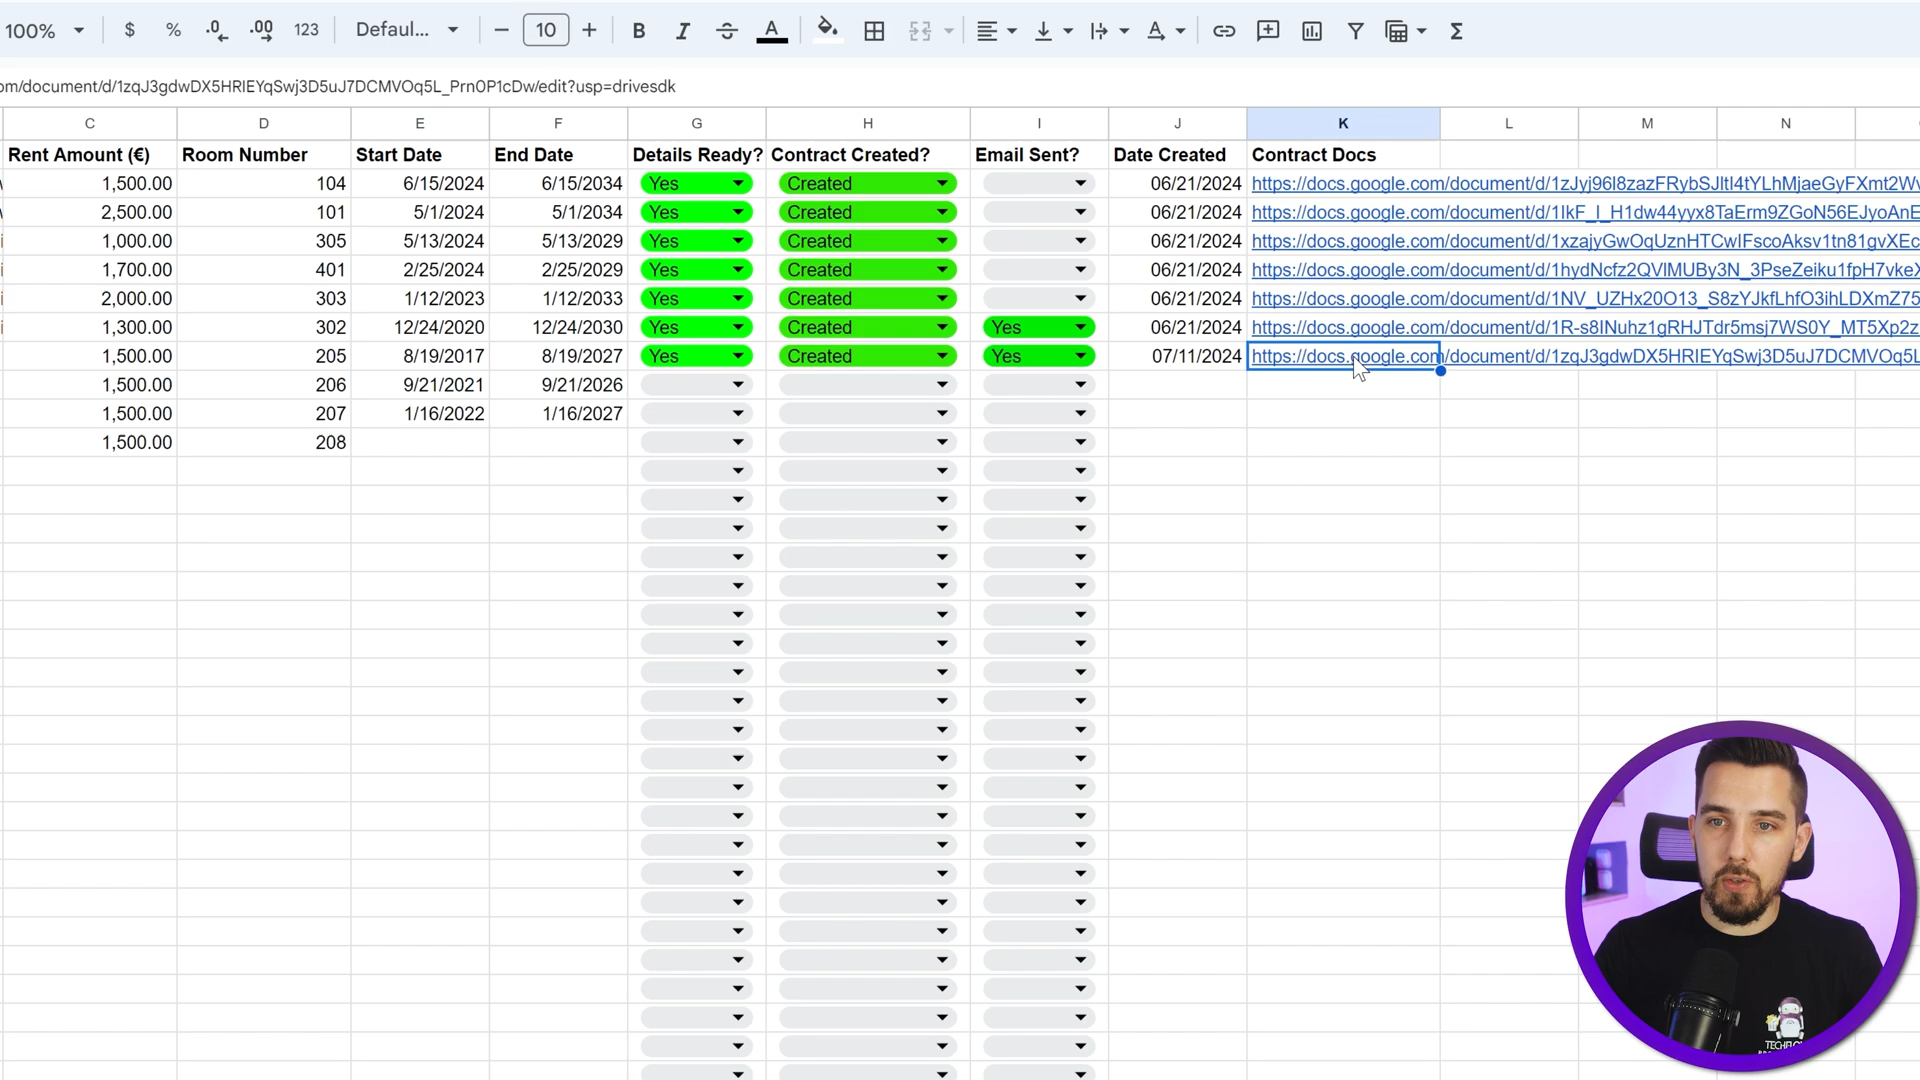 100% $ % .0 .00 123 Defaul... 10 B I A
om/document/d/1zqJ3gdwDX5HRIEYqSwj3D5uJ7DCMVOq5L_Prn0P1cDw/edit?usp=drivesdk
C D E F G H I J K L M N
Rent Amount (€) Room Number Start Date End Date Details Ready? Contract Created? Email Sent? Date Created Contract Docs
1,500.00 104 6/15/2024 6/15/2034 Yes Created 06/21/2024 https://docs.google.com/document/d/1zJyj96I8zazFRybSJltI4tYLhMjaeGyFXmt2Wv
2,500.00 101 5/1/2024 5/1/2034 Yes Created 06/21/2024 https://docs.google.com/document/d/1IkF_I_H1dw44yyx8TaErm9ZGoN56EJyoAnE
1,000.00 305 5/13/2024 5/13/2029 Yes Created 06/21/2024 https://docs.google.com/document/d/1xzajyGwOqUznHTCwIFscoAksv1tn81gvXEc
1,700.00 401 2/25/2024 2/25/2029 Yes Created 06/21/2024 https://docs.google.com/document/d/1hydNcfz2QVlMUBy3N_3PseZeiku1fpH7vkeX
2,000.00 303 1/12/2023 1/12/2033 Yes Created 06/21/2024 https://docs.google.com/document/d/1NV_UZHx20O13_S8zYJkfLhfO3ihLDXmZ75
1,300.00 302 12/24/2020 12/24/2030 Yes Created Yes 06/21/2024 https://docs.google.com/document/d/1R-s8INuhz1gRHJTdr5msj7WS0Y_MT5Xp2z
1,500.00 205 8/19/2017 8/19/2027 Yes Created Yes 07/11/2024 https://docs.google.com/document/d/1zqJ3gdwDX5HRIEYqSwj3D5uJ7DCMVOq5L
1,500.00 206 9/21/2021 9/21/2026
1,500.00 207 1/16/2022 1/16/2027
1,500.00 208